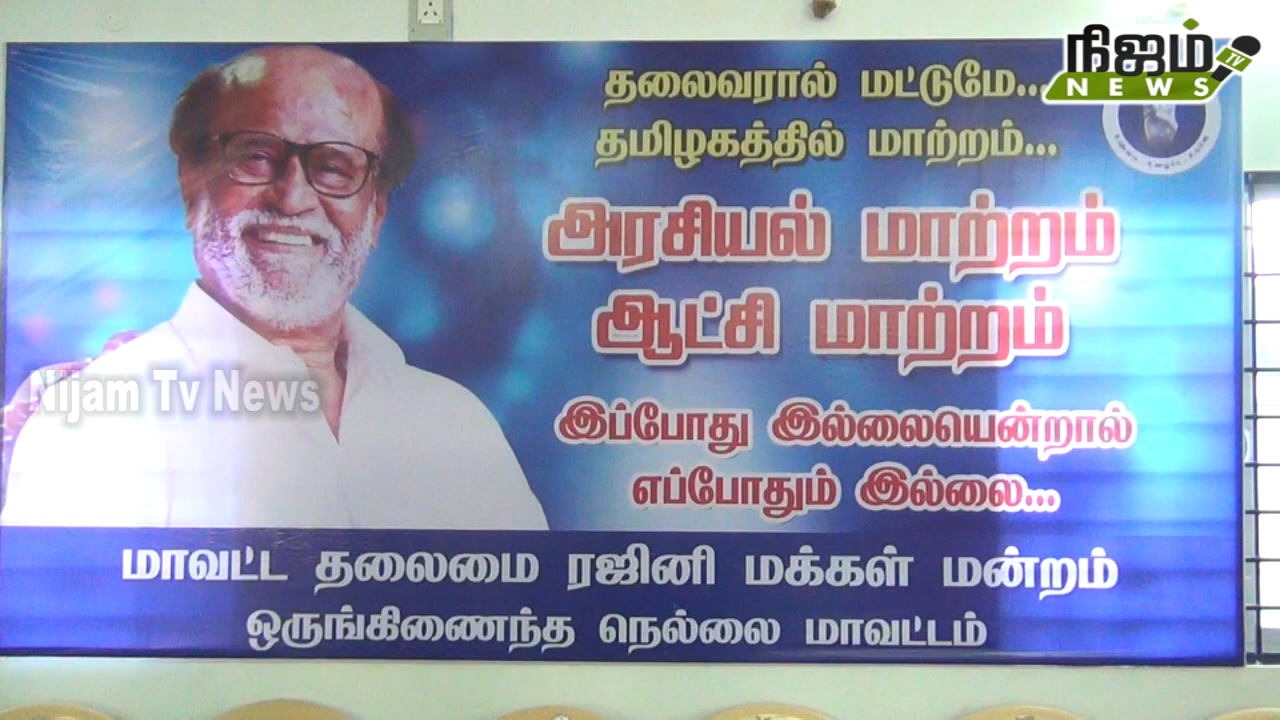 நிஜம்
TV
NEWS
தலைவரால் மட்டுமே...
தமிழகத்தில் மாற்றம்...
அரசியல் மாற்றம்
ஆட்சி மாற்றம்
இப்போது இல்லையென்றால்
எப்போதும் இல்லை...
Nijam Tv News
மாவட்ட தலைமை ரஜினி மக்கள் மன்றம்
ஒருங்கிணைந்த நெல்லை மாவட்டம்